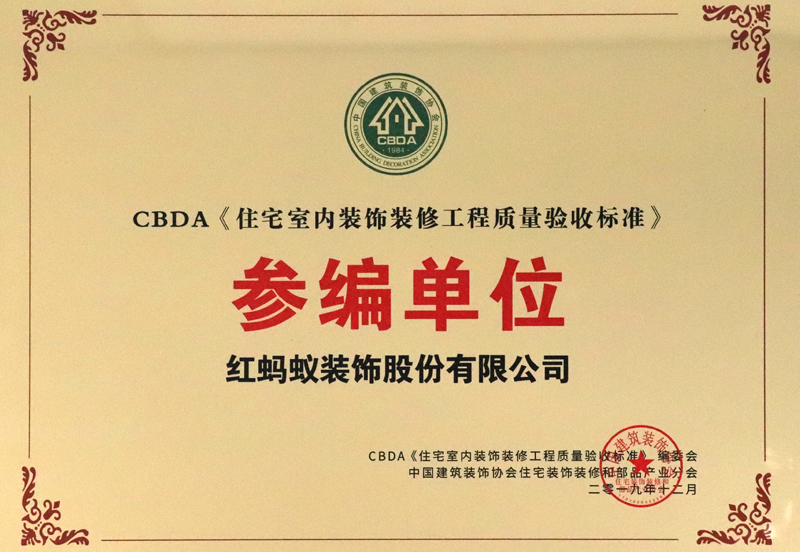 中国建筑装饰协会
CBDA
·1984·
CHINA BUILDING DECORATION ASSOCIATION
CBDA《住宅室内装饰装修工程质量验收标准》
参编单位
红蚂蚁装饰股份有限公司
CBDA《住宅室内装饰装修工程质量验收标准》 编委会
中国建筑装饰协会住宅装饰装修和部品产业分会
二零一九年十二月